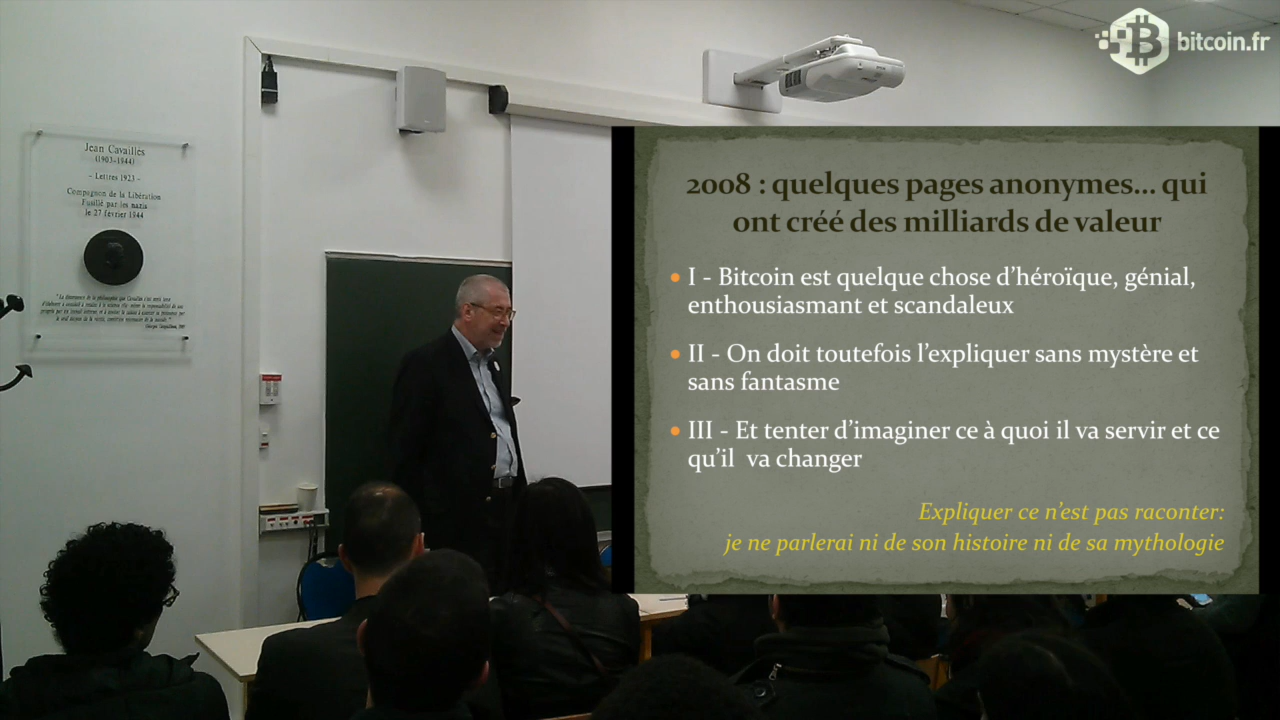 bitcoin.fr
Jean Cavaillès
(1903-1944)
- Lettres 1923 -
Compagnon de la Libération
Fusillé par les nazis
le 27 février 1944
2008 : quelques pages anonymes... qui
ont créé des milliards de valeur
I - Bitcoin est quelque chose d'héroïque, génial,
enthousiasmant et scandaleux
II - On doit toutefois l'expliquer sans mystère et
sans fantasme
III - Et tenter d'imaginer ce à quoi il va servir et ce
qu'il va changer
Expliquer ce n'est pas raconter:
je ne parlerai ni de son histoire ni de sa mythologie